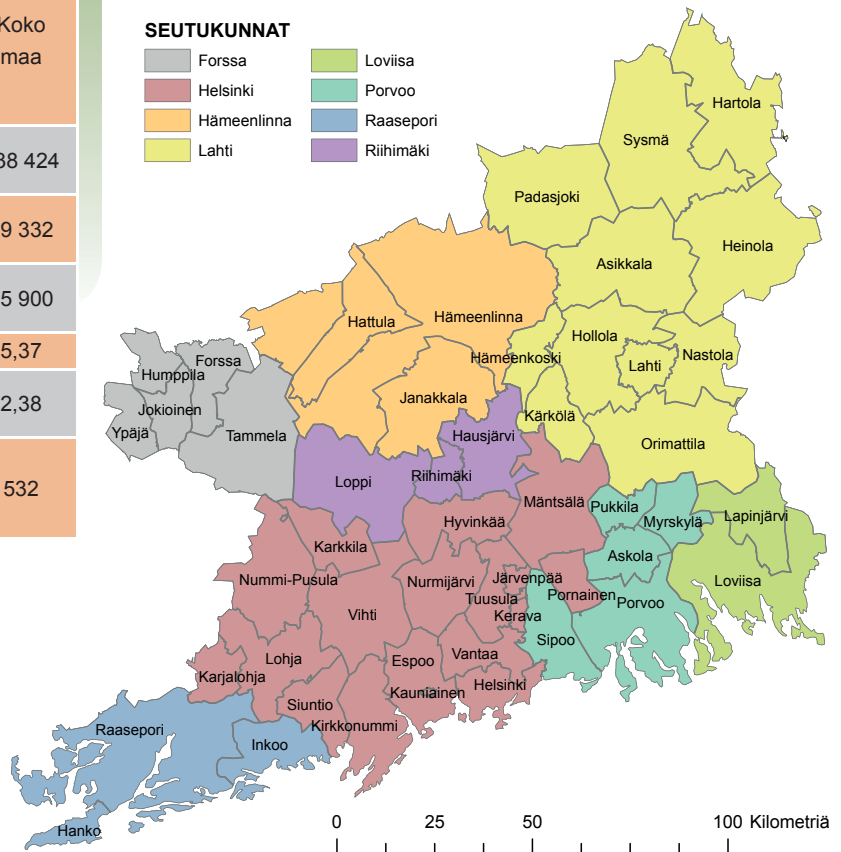 Koko
maa
38 424
9 332
5 900
5,37
2,38
532
SEUTUKUNNAT
Forssa
Helsinki
Hämeenlinna
Lahti
Loviisa
Porvoo
Raasepori
Riihimäki
Hartola
Sysmä
Padasjoki
Heinola
Asikkala
Hattula
Hämeenlinna
Hollola
Hämeenkoski
Lahti
Nastola
Forssa
Humppila
Janakkala
Jokioinen
Kärkölä
Ypäjä
Tammela
Hausjärvi
Orimattila
Loppi
Riihimäki
Mäntsälä
Pukkila
Myrskylä
Lapinjärvi
Hyvinkää
Karkkila
Askola
Nummi-Pusula
Nurmijärvi
Järvenpää
Loviisa
Tuusula
Pornainen
Porvoo
Vihti
Kerava
Sipoo
Lohja
Espoo
Vantaa
Karjalohja
Kauniainen
Helsinki
Siuntio
Kirkkonummi
Raasepori
Inkoo
Hanko
0 25 50 100 Kilometriä